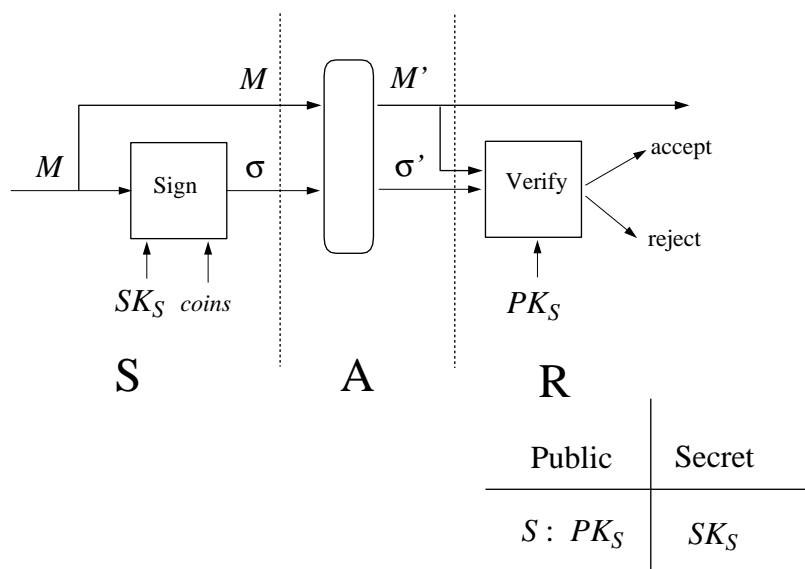 M M'
M Sign σ σ' Verify accept
reject
SK_S coins PK_S
S A R
Public Secret
S : PK_S SK_S